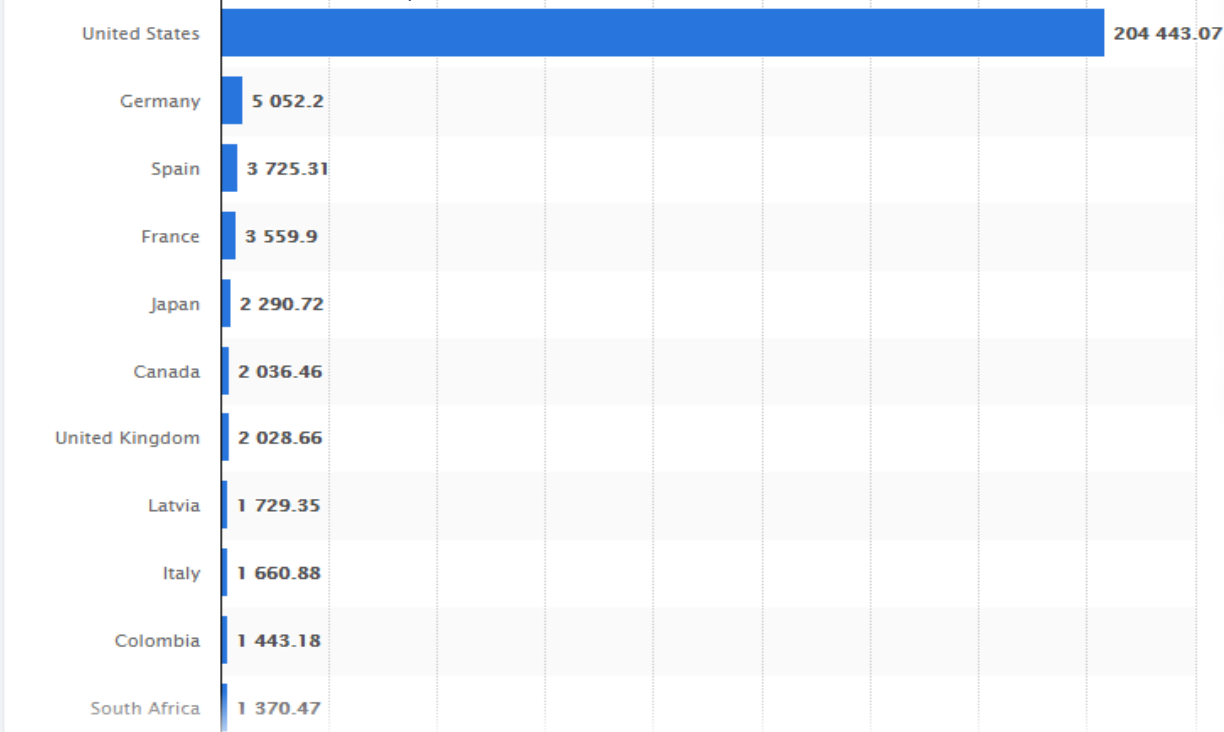 United States 204 443.07
Germany 5 052.2
Spain 3 725.31
France 3 559.9
Japan 2 290.72
Canada 2 036.46
United Kingdom 2 028.66
Latvia 1 729.35
Italy 1 660.88
Colombia 1 443.18
South Africa 1 370.47